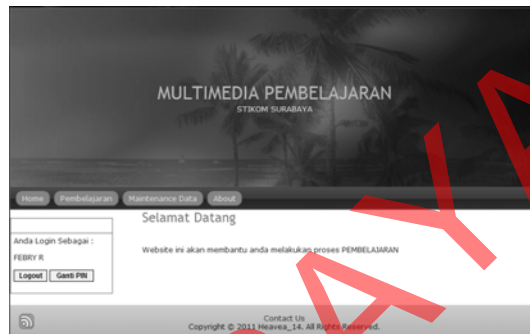 MULTIMEDIA PEMBELAJARAN
STIKOM SURABAYA
Home Pembelajaran Maintenance Data About
Selamat Datang
Anda Login Sebagai :
Website ini akan membantu anda melakukan proses PEMBELAJARAN
FEBRY R
Logout Ganti PIN
Contact Us
Copyright © 2011 Heavea_14. All Rights Reserved.
AYA